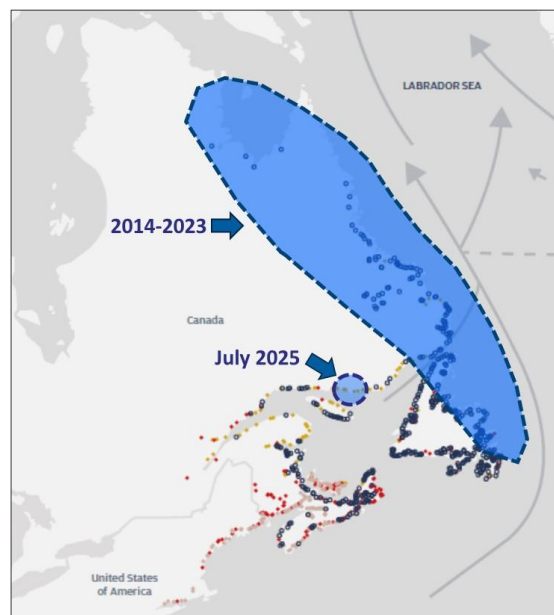 LABRADOR SEA
2014-2023
Canada
July 2025
United States
of America